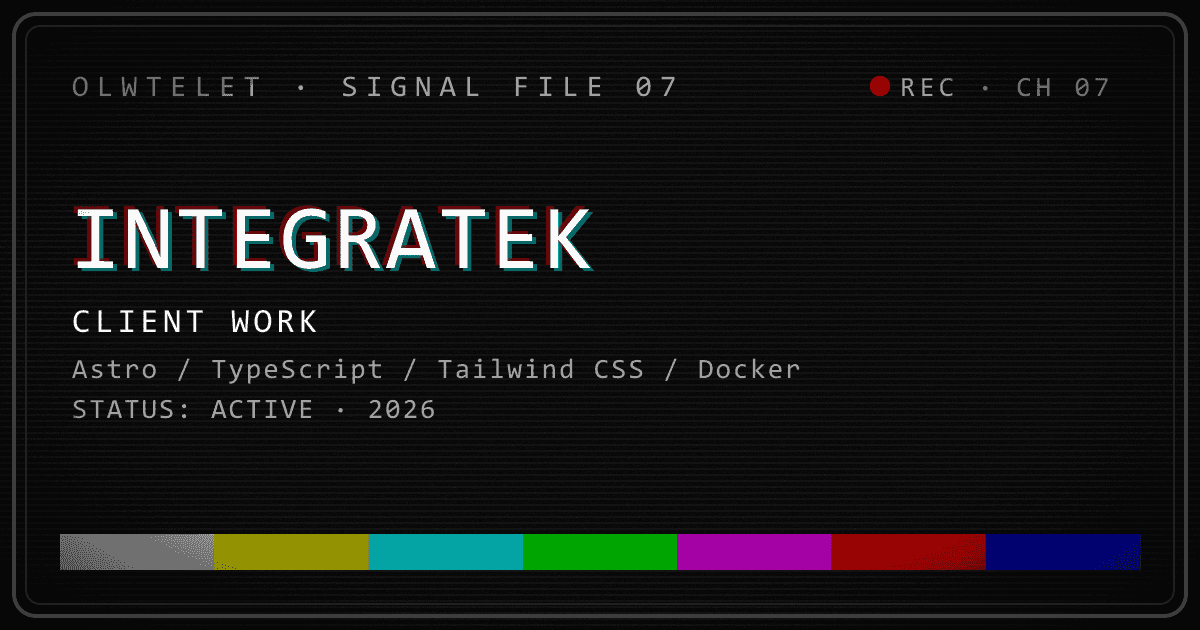 OLWTELET · SIGNAL FILE 07
REC · CH 07
INTEGRATEK
CLIENT WORK
Astro / TypeScript / Tailwind CSS / Docker
STATUS: ACTIVE · 2026